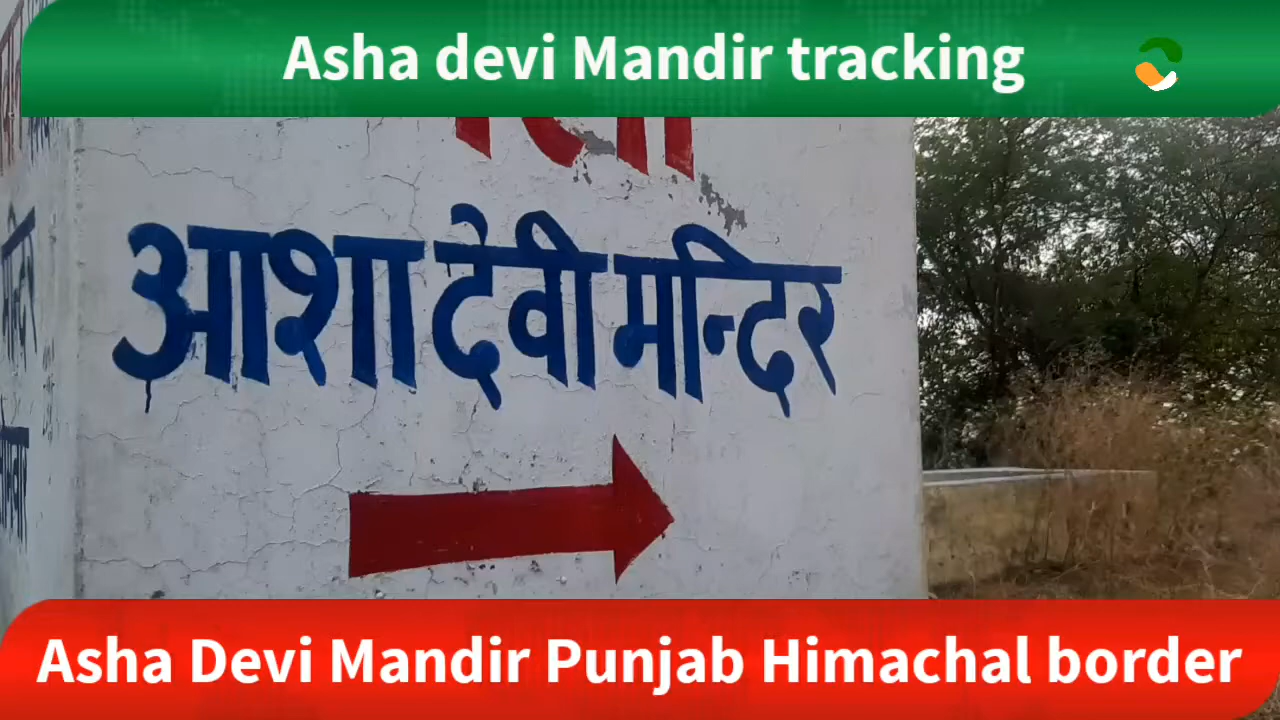 Asha devi Mandir tracking
आशा देवी मन्दिर
Asha Devi Mandir Punjab Himachal border